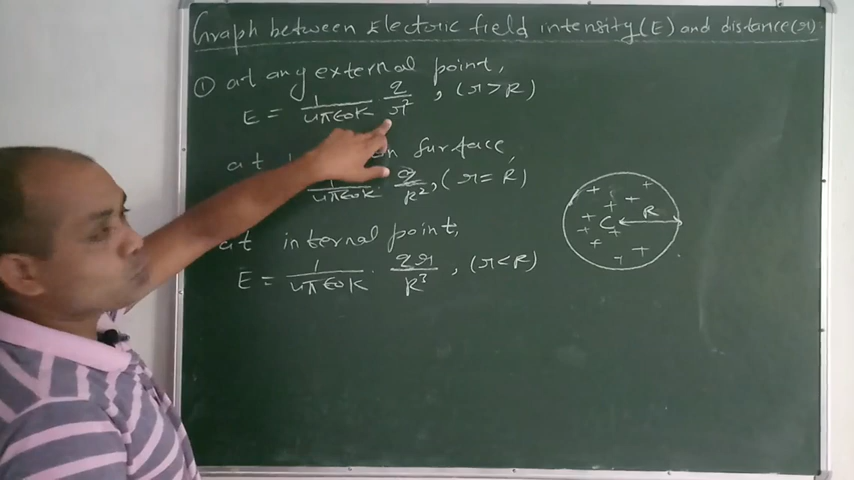 Graph between Electric field intensity (E) and distance (r) :
① at any external point,
E = 1/4πε0K q/r², (r > R)
at surface,
1/4πε0K q/R², (r = R)
at internal point,
E = 1/4πε0K · qr/R³, (r < R)
+ + + + + + + + + +
C R